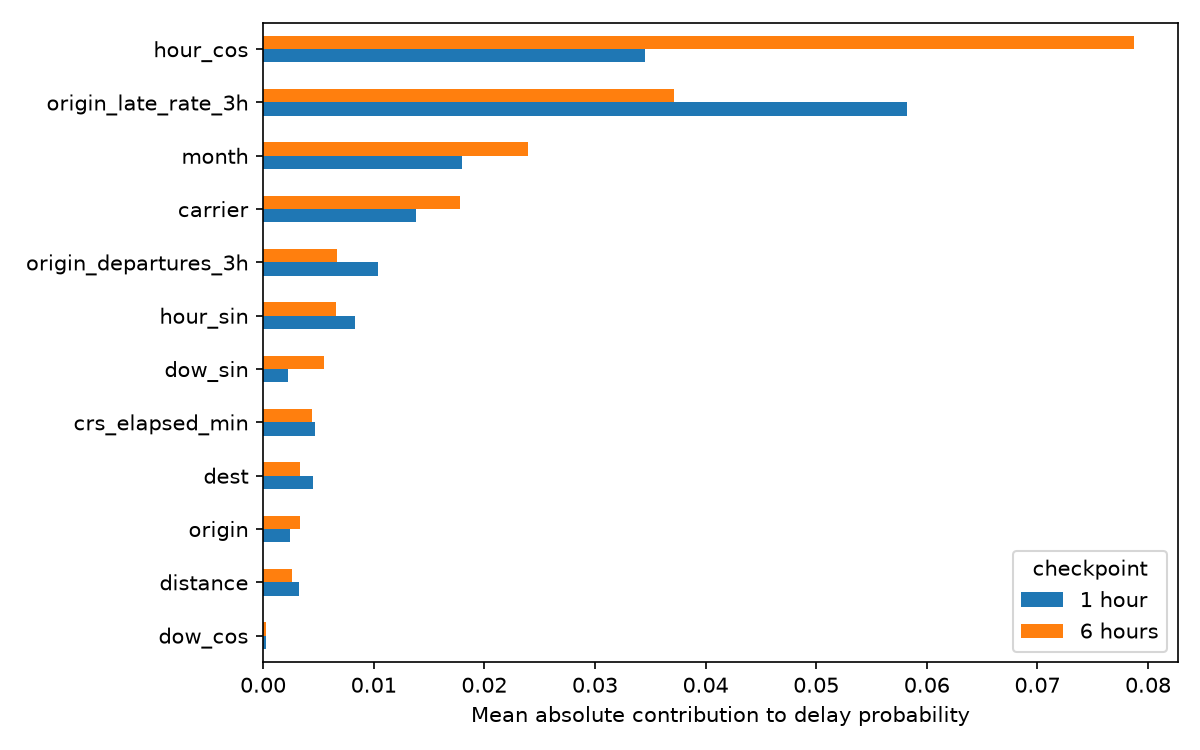 hour_cos
origin_late_rate_3h
month
carrier
origin_departures_3h
hour_sin
dow_sin
crs_elapsed_min
dest
origin
distance
dow_cos
checkpoint
1 hour
6 hours
0.00 0.01 0.02 0.03 0.04 0.05 0.06 0.07 0.08
Mean absolute contribution to delay probability